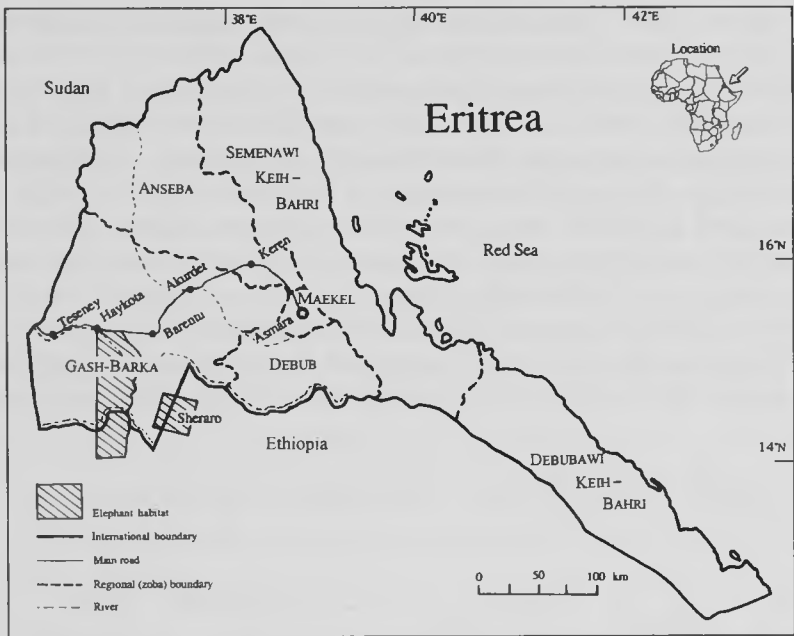 38°E
40°E
42°E
Location
Sudan
Eritrea
SEMENAWI
KEIH –
BAHRI
ANSEBA
Red Sea
16°N
Keren
Akurdet
Haykota
Teseney
MAEKEL
Barentu
Asmara
GASH-BARKA
DEBUB
Sheraro
Ethiopia
14°N
DEBUBAWI
KEIH –
BAHRI
Elephant habitat
International boundary
Main road
Regional (zoba) boundary
River
0 50 100 km